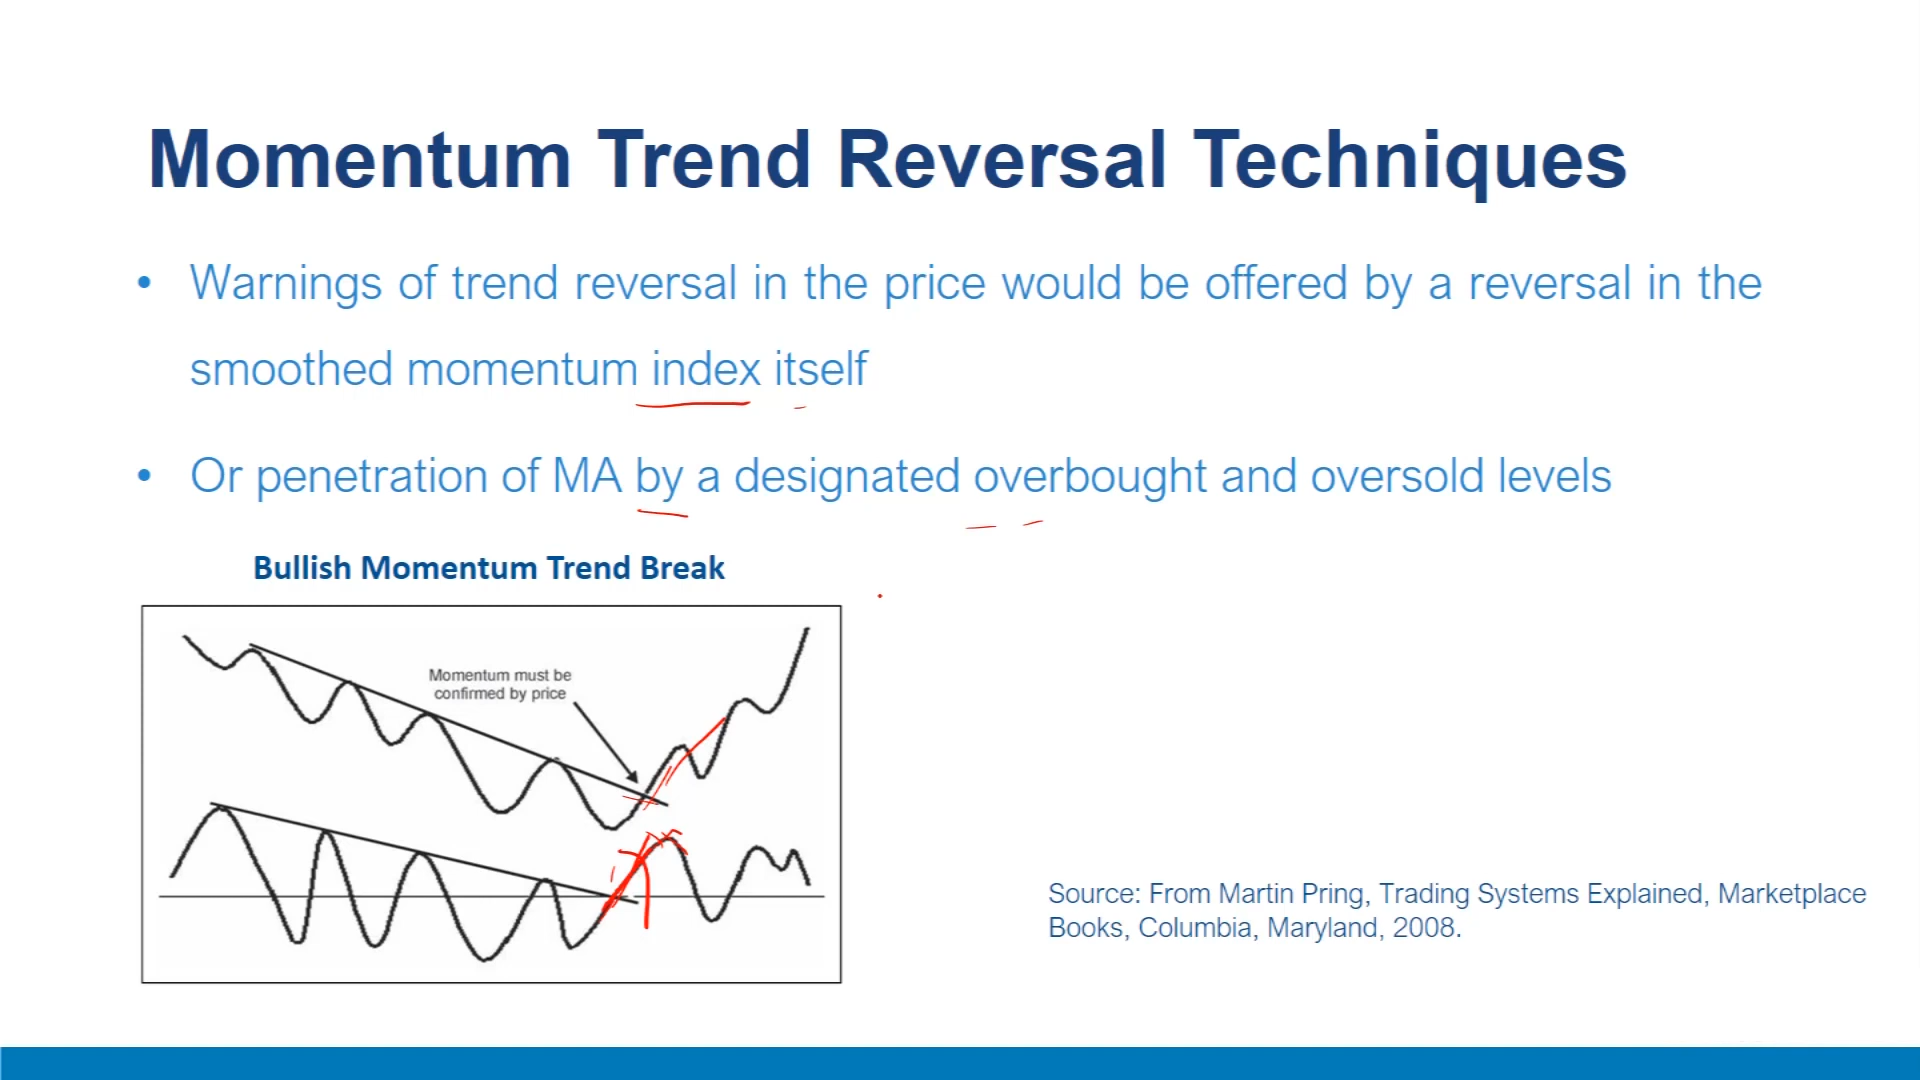 Momentum Trend Reversal Techniques
• Warnings of trend reversal in the price would be offered by a reversal in the
smoothed momentum index itself
• Or penetration of MA by a designated overbought and oversold levels
Bullish Momentum Trend Break
Momentum must be
confirmed by price
Source: From Martin Pring, Trading Systems Explained, Marketplace
Books, Columbia, Maryland, 2008.